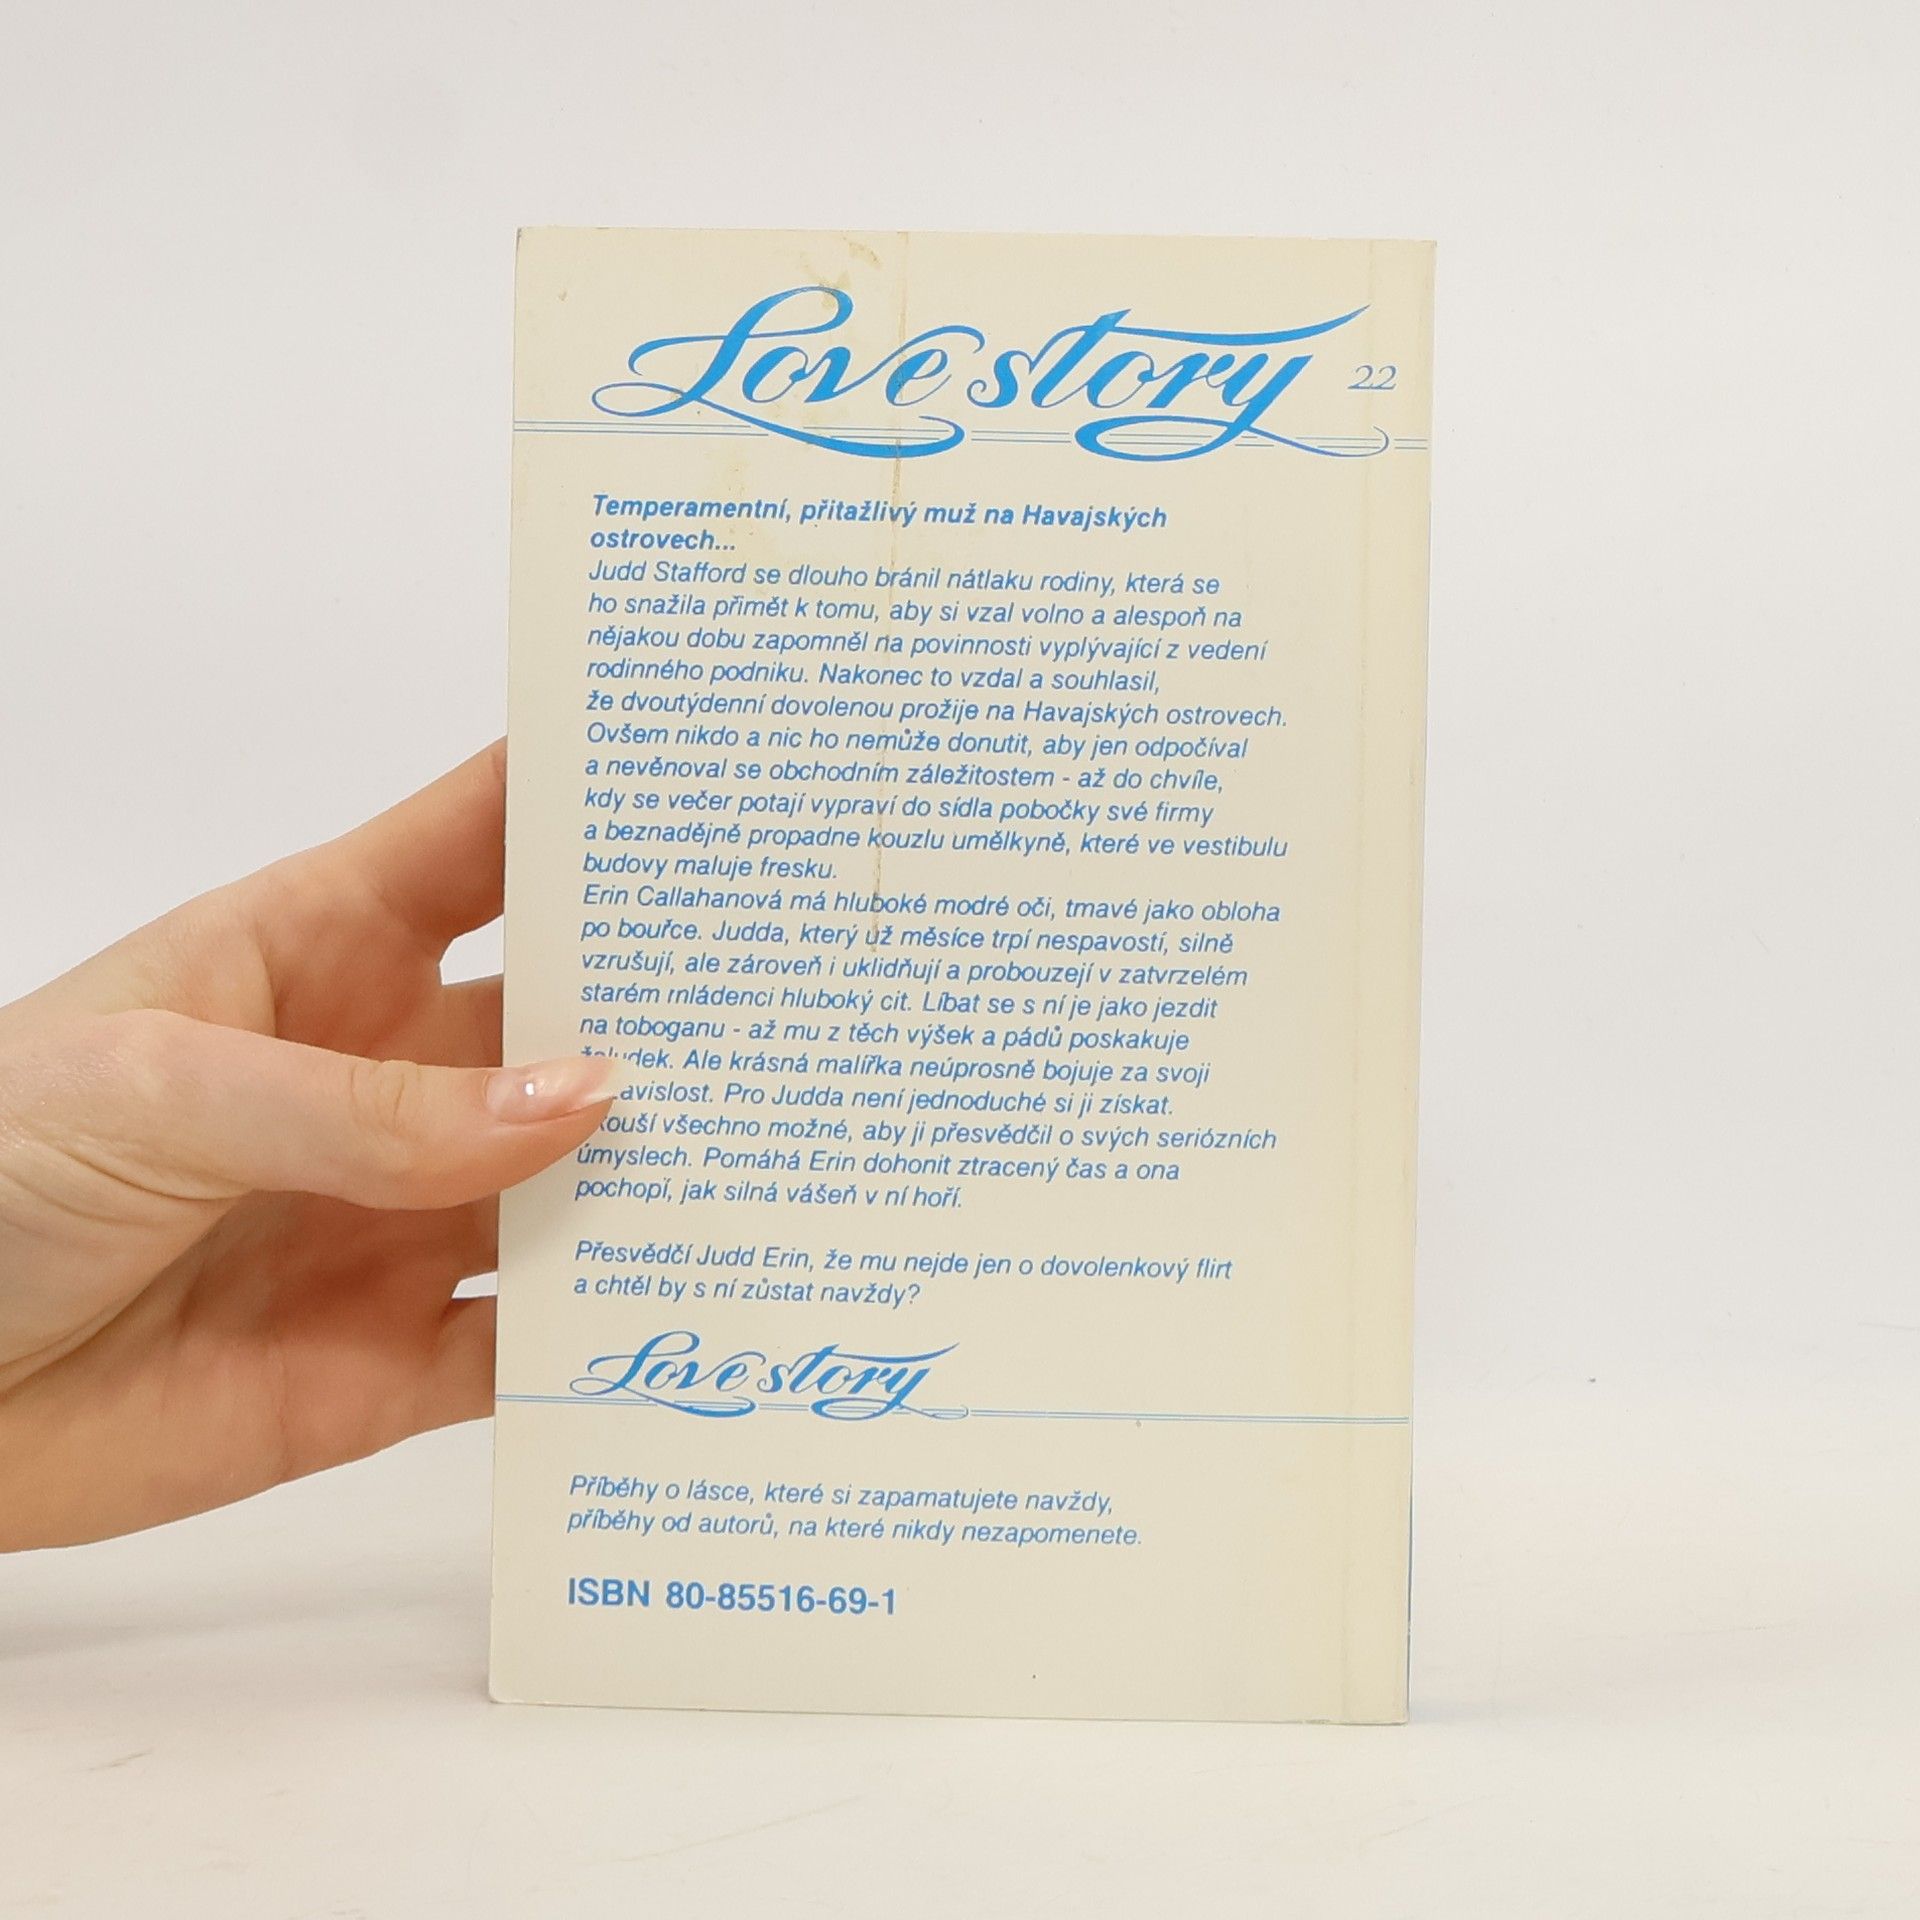 Love story 22
Temperamentní, přitažlivý muž na Havajských
ostrovech...
Judd Stafford se dlouho bránil nátlaku rodiny, která se
ho snažila přimět k tomu, aby si vzal volno a alespoň na
nějakou dobu zapomněl na povinnosti vyplývající z vedení
rodinného podniku. Nakonec to vzdal a souhlasil,
že dvoutýdenní dovolenou prožije na Havajských ostrovech.
Ovšem nikdo a nic ho nemůže donutit, aby jen odpočíval
a nevěnoval se obchodním záležitostem - až do chvíle,
kdy se večer potají vypraví do sídla pobočky své firmy
a beznadějně propadne kouzlu umělkyně, které ve vestibulu
budovy maluje fresku.
Erin Callahanová má hluboké modré oči, tmavé jako obloha
po bouřce. Judda, který už měsíce trpí nespavostí, silně
vzrušují, ale zároveň i uklidňují a probouzejí v zatvrzelém
starém mládenci hluboký cit. Líbat se s ní je jako jezdit
na toboganu - až mu z těch výšek a pádů poskakuje
Ale krásná malířka neúprosně bojuje za svoji
Pro Judda není jednoduché si ji získat.
všechno možné, aby ji přesvědčil o svých seriózních
úmyslech. Pomáhá Erin dohonit ztracený čas a ona
pochopí, jak silná vášeň v ní hoří.
Přesvědčí Judd Erin, že mu nejde jen o dovolenkový flirt
a chtěl by s ní zůstat navždy?
Love story
Příběhy o lásce, které si zapamatujete navždy,
příběhy od autorů, na které nikdy nezapomenete.
ISBN 80-85516-69-1